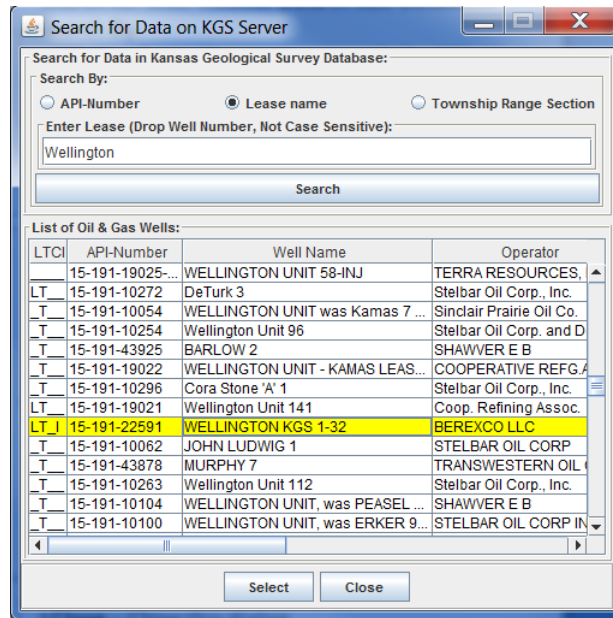 Search for Data on KGS Server
Search for Data in Kansas Geological Survey Database:
Search By:
API-Number Lease name Township Range Section
Enter Lease (Drop Well Number, Not Case Sensitive):
Wellington
Search
List of Oil & Gas Wells:
LTCI API-Number Well Name Operator
____ 15-191-19025-... WELLINGTON UNIT 58-INJ TERRA RESOURCES,
LT__ 15-191-10272 DeTurk 3 Stelbar Oil Corp., Inc.
_T__ 15-191-10054 WELLINGTON UNIT was Kamas 7 ... Sinclair Prairie Oil Co.
_T__ 15-191-10254 Wellington Unit 96 Stelbar Oil Corp. and D
_T__ 15-191-43925 BARLOW 2 SHAWVER E B
_T__ 15-191-19022 WELLINGTON UNIT - KAMAS LEAS... COOPERATIVE REFG.A
_T__ 15-191-10296 Cora Stone 'A' 1 Stelbar Oil Corp., Inc.
LT__ 15-191-19021 Wellington Unit 141 Coop. Refining Assoc.
LT_I 15-191-22591 WELLINGTON KGS 1-32 BEREXCO LLC
_T__ 15-191-10062 JOHN LUDWIG 1 STELBAR OIL CORP
_T__ 15-191-43878 MURPHY 7 TRANSWESTERN OIL
_T__ 15-191-10263 Wellington Unit 112 Stelbar Oil Corp., Inc.
_T__ 15-191-10104 WELLINGTON UNIT, was PEASEL ... SHAWVER E B
_T__ 15-191-10100 WELLINGTON UNIT, was ERKER 9... STELBAR OIL CORP IN
Select Close